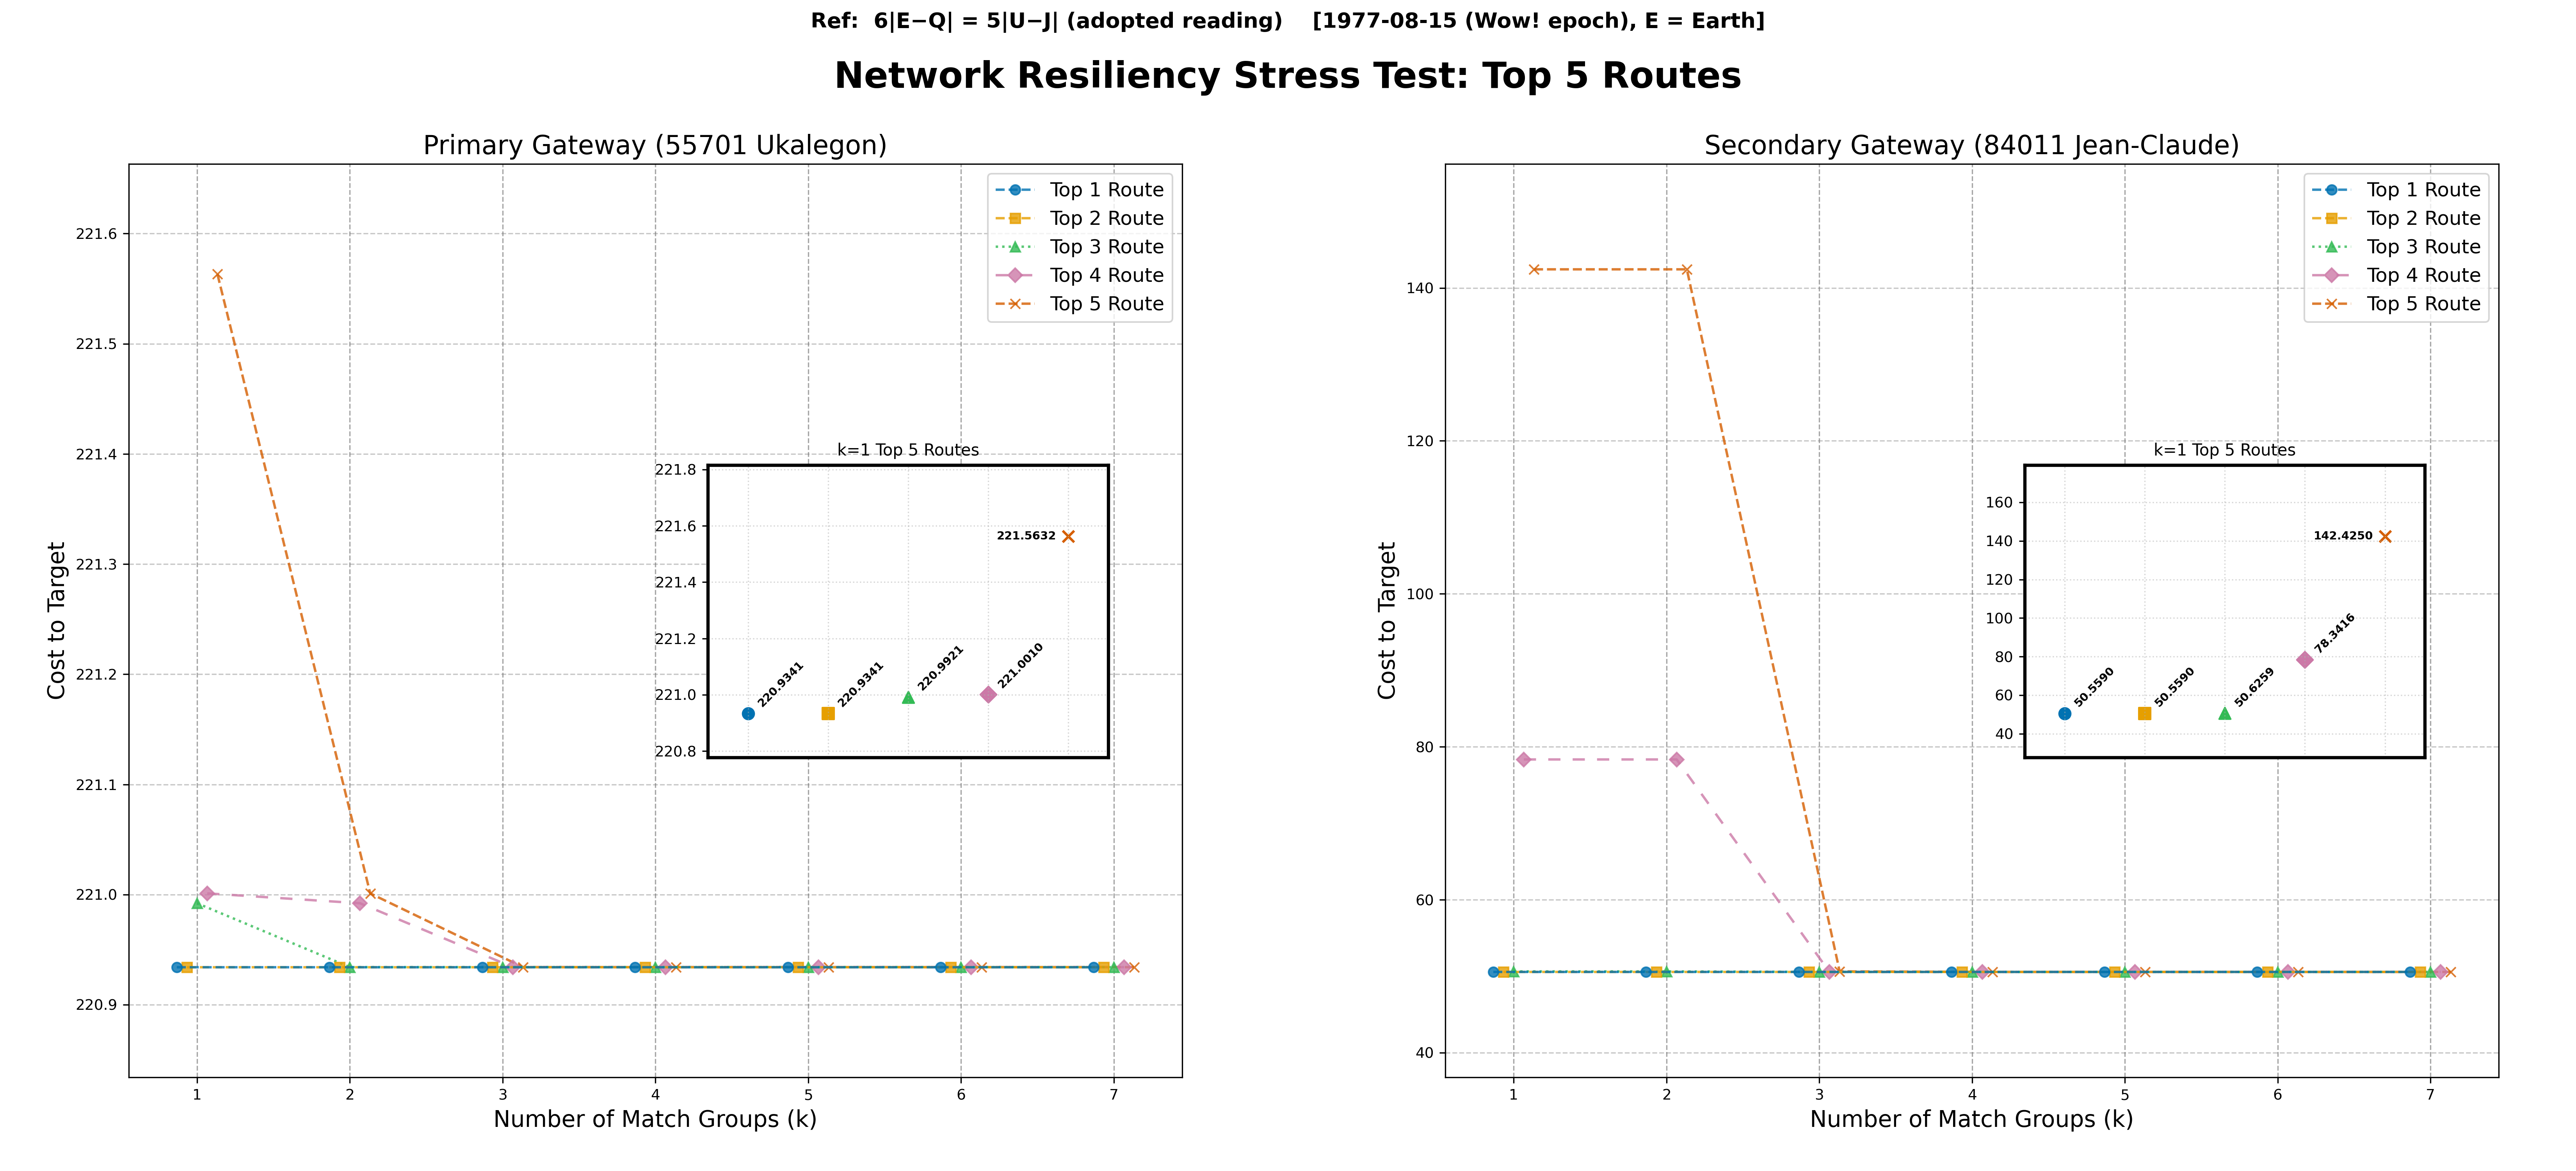 Ref:  6|E−Q| = 5|U−J| (adopted reading)    [1977-08-15 (Wow! epoch), E = Earth]
Network Resiliency Stress Test: Top 5 Routes
Primary Gateway (55701 Ukalegon)
Top 1 Route
Top 2 Route
Top 3 Route
Top 4 Route
Top 5 Route
Cost to Target
221.6
221.5
221.4
221.3
221.2
221.1
221.0
220.9
k=1 Top 5 Routes
221.8
221.6
221.4
221.2
221.0
220.8
220.9341
220.9341
220.9921
221.0010
221.5632
1 2 3 4 5 6 7
Number of Match Groups (k)
Secondary Gateway (84011 Jean-Claude)
Top 1 Route
Top 2 Route
Top 3 Route
Top 4 Route
Top 5 Route
Cost to Target
140
120
100
80
60
40
k=1 Top 5 Routes
160
140
120
100
80
60
40
50.5590
50.5590
50.6259
78.3416
142.4250
1 2 3 4 5 6 7
Number of Match Groups (k)